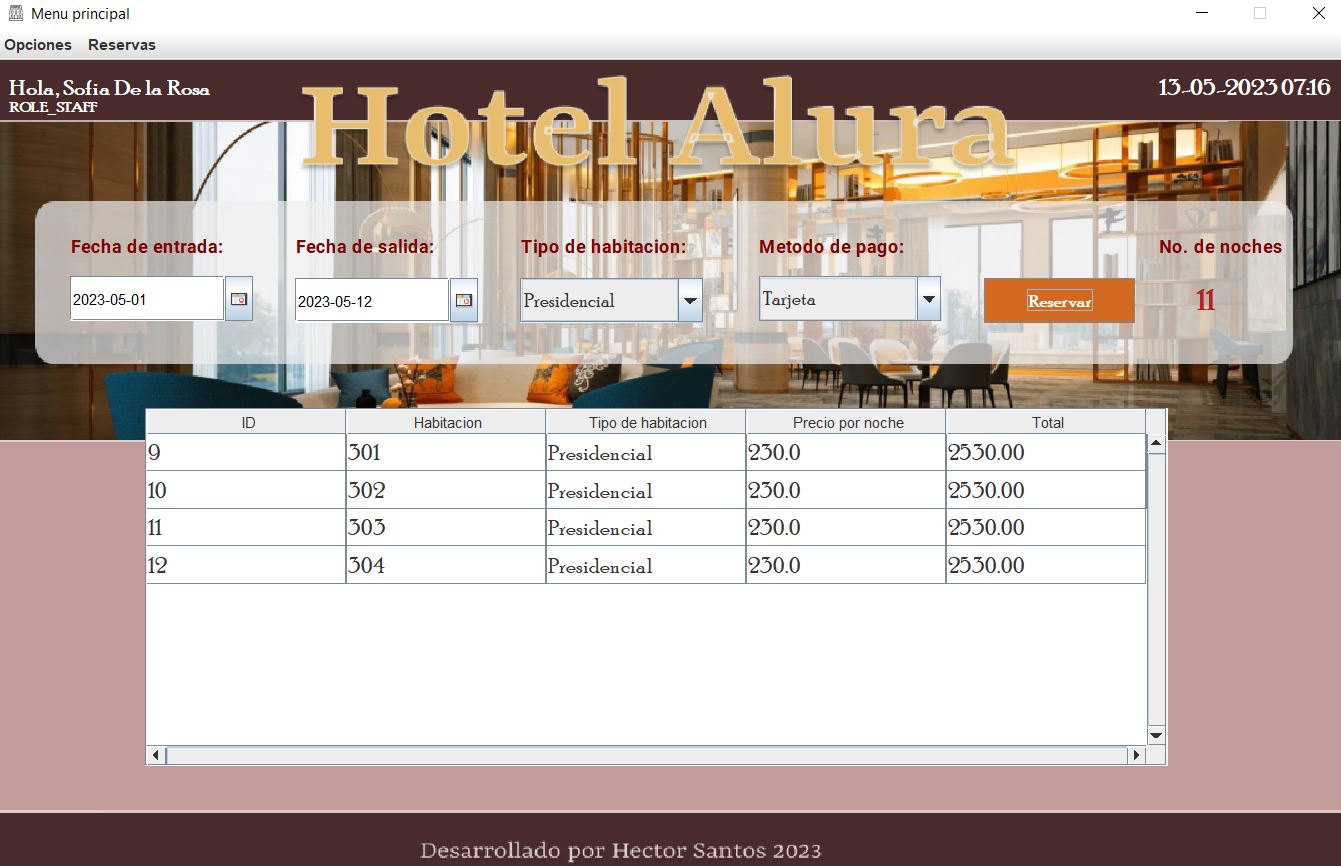 Menu principal
Opciones Reservas
Hola, Sofia De la Rosa
ROLE_STAFF
13-05-2023 07:16
Hotel Alura
Fecha de entrada: Fecha de salida: Tipo de habitacion: Metodo de pago: No. de noches
2023-05-01 2023-05-12 Presidencial Tarjeta Reservar 11
ID Habitacion Tipo de habitacion Precio por noche Total
9 301 Presidencial 230.0 2530.00
10 302 Presidencial 230.0 2530.00
11 303 Presidencial 230.0 2530.00
12 304 Presidencial 230.0 2530.00
Desarrollado por Hector Santos 2023